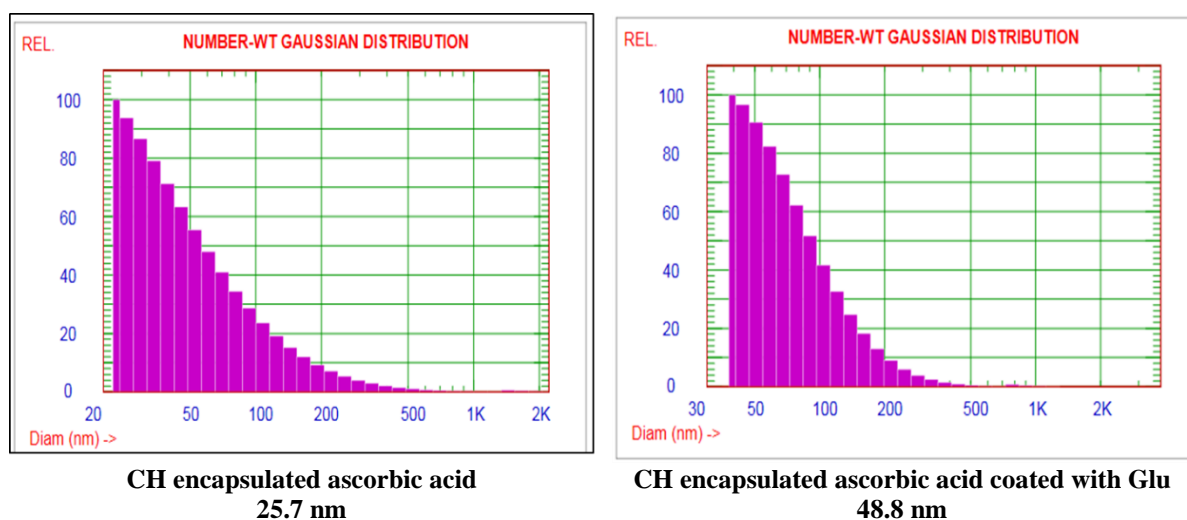 REL. NUMBER-WT GAUSSIAN DISTRIBUTION
100
80
60
40
20
0
20 50 100 200 500 1K 2K
Diam (nm) ->
CH encapsulated ascorbic acid
25.7 nm
REL. NUMBER-WT GAUSSIAN DISTRIBUTION
100
80
60
40
20
0
30 50 100 200 500 1K 2K
Diam (nm) ->
CH encapsulated ascorbic acid coated with Glu
48.8 nm